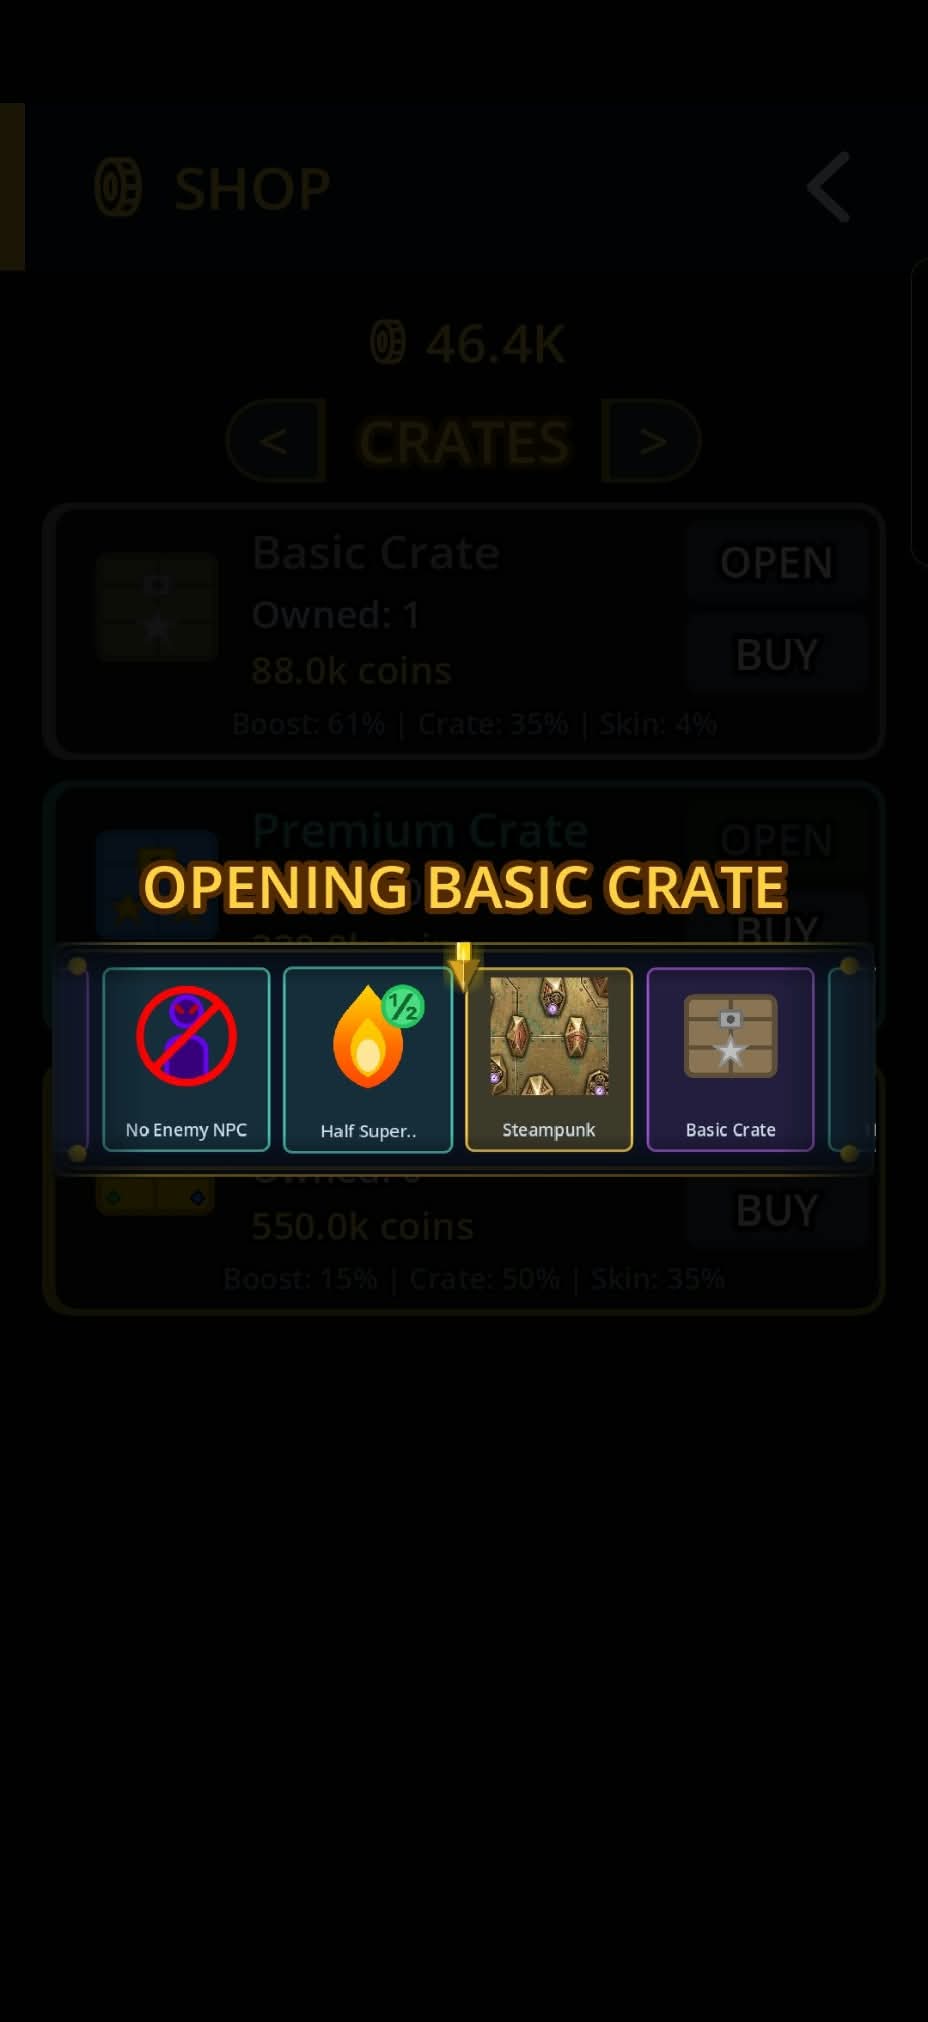 SHOP
46.4K
< CRATES >
Basic Crate
OPEN
Owned: 1
BUY
88.0k coins
Boost: 61% | Crate: 35% | Skin: 4%
Premium Crate
OPEN
OPENING BASIC CRATE
BUY
½
No Enemy NPC
Half Super..
Steampunk
Basic Crate
BUY
550.0k coins
Boost: 15% | Crate: 50% | Skin: 35%